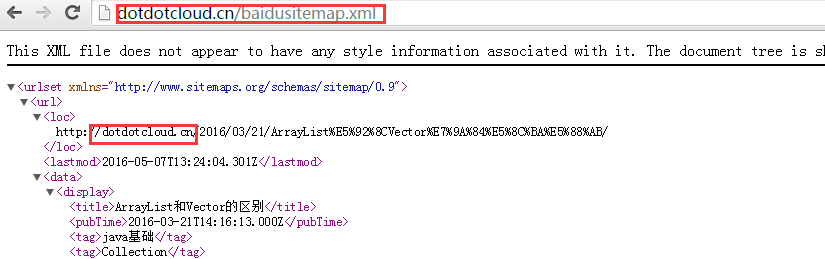 dotdotcloud.cn/baidusitemap.xml
This XML file does not appear to have any style information associated with it. The document tree is sh
▼<urlset xmlns="http://www.sitemaps.org/schemas/sitemap/0.9">
▼<url>
▼<loc>
http://dotdotcloud.cn/2016/03/21/ArrayList%E5%92%8CVector%E7%9A%84%E5%8C%BA%E5%88%AB/
</loc>
<lastmod>2016-05-07T13:24:04.301Z</lastmod>
▼<data>
▼<display>
<title>ArrayList和Vector的区别</title>
<pubTime>2016-03-21T14:16:13.000Z</pubTime>
<tag>java基础</tag>
<tag>Collection</tag>